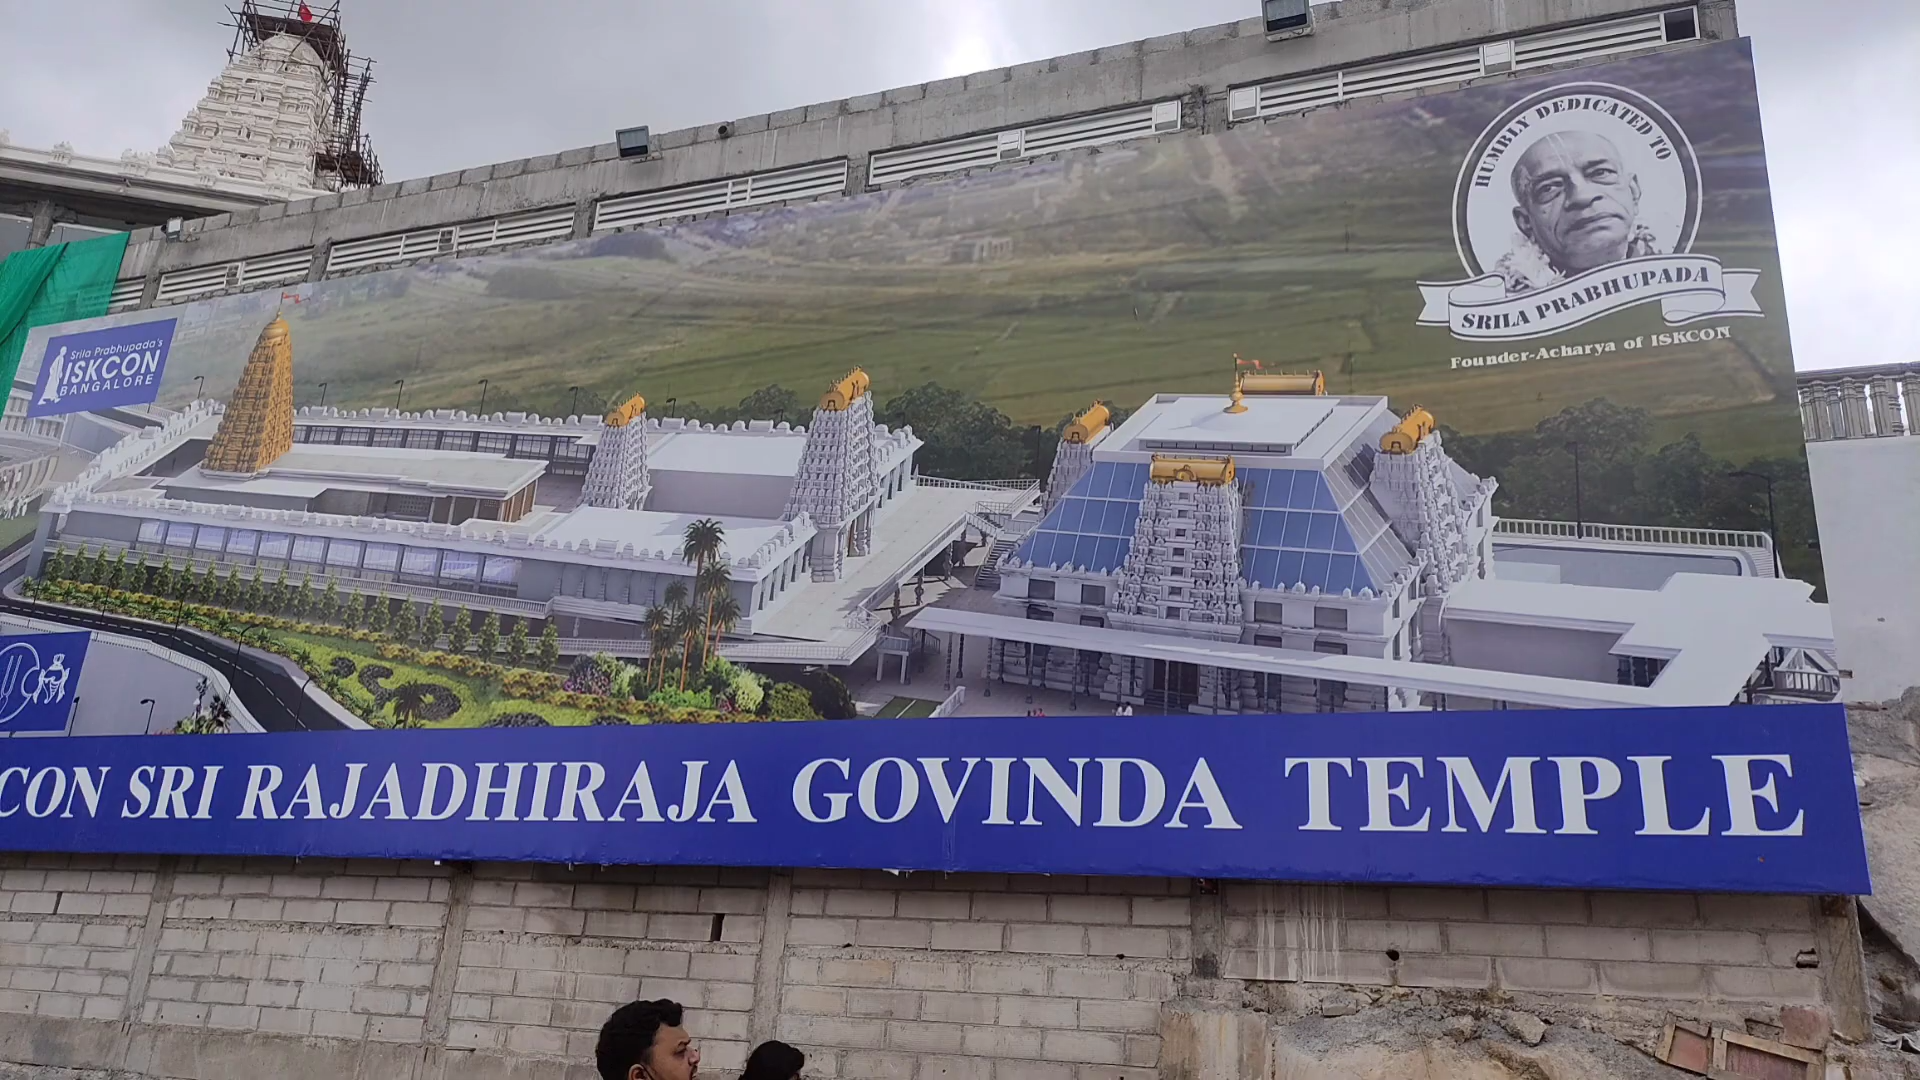 HUMBLY DEDICATED TO
SRILA PRABHUPADA
Founder-Acharya of ISKCON
Srila Prabhupada's
ISKCON
BANGALORE
CON SRI RAJADHIRAJA GOVINDA TEMPLE